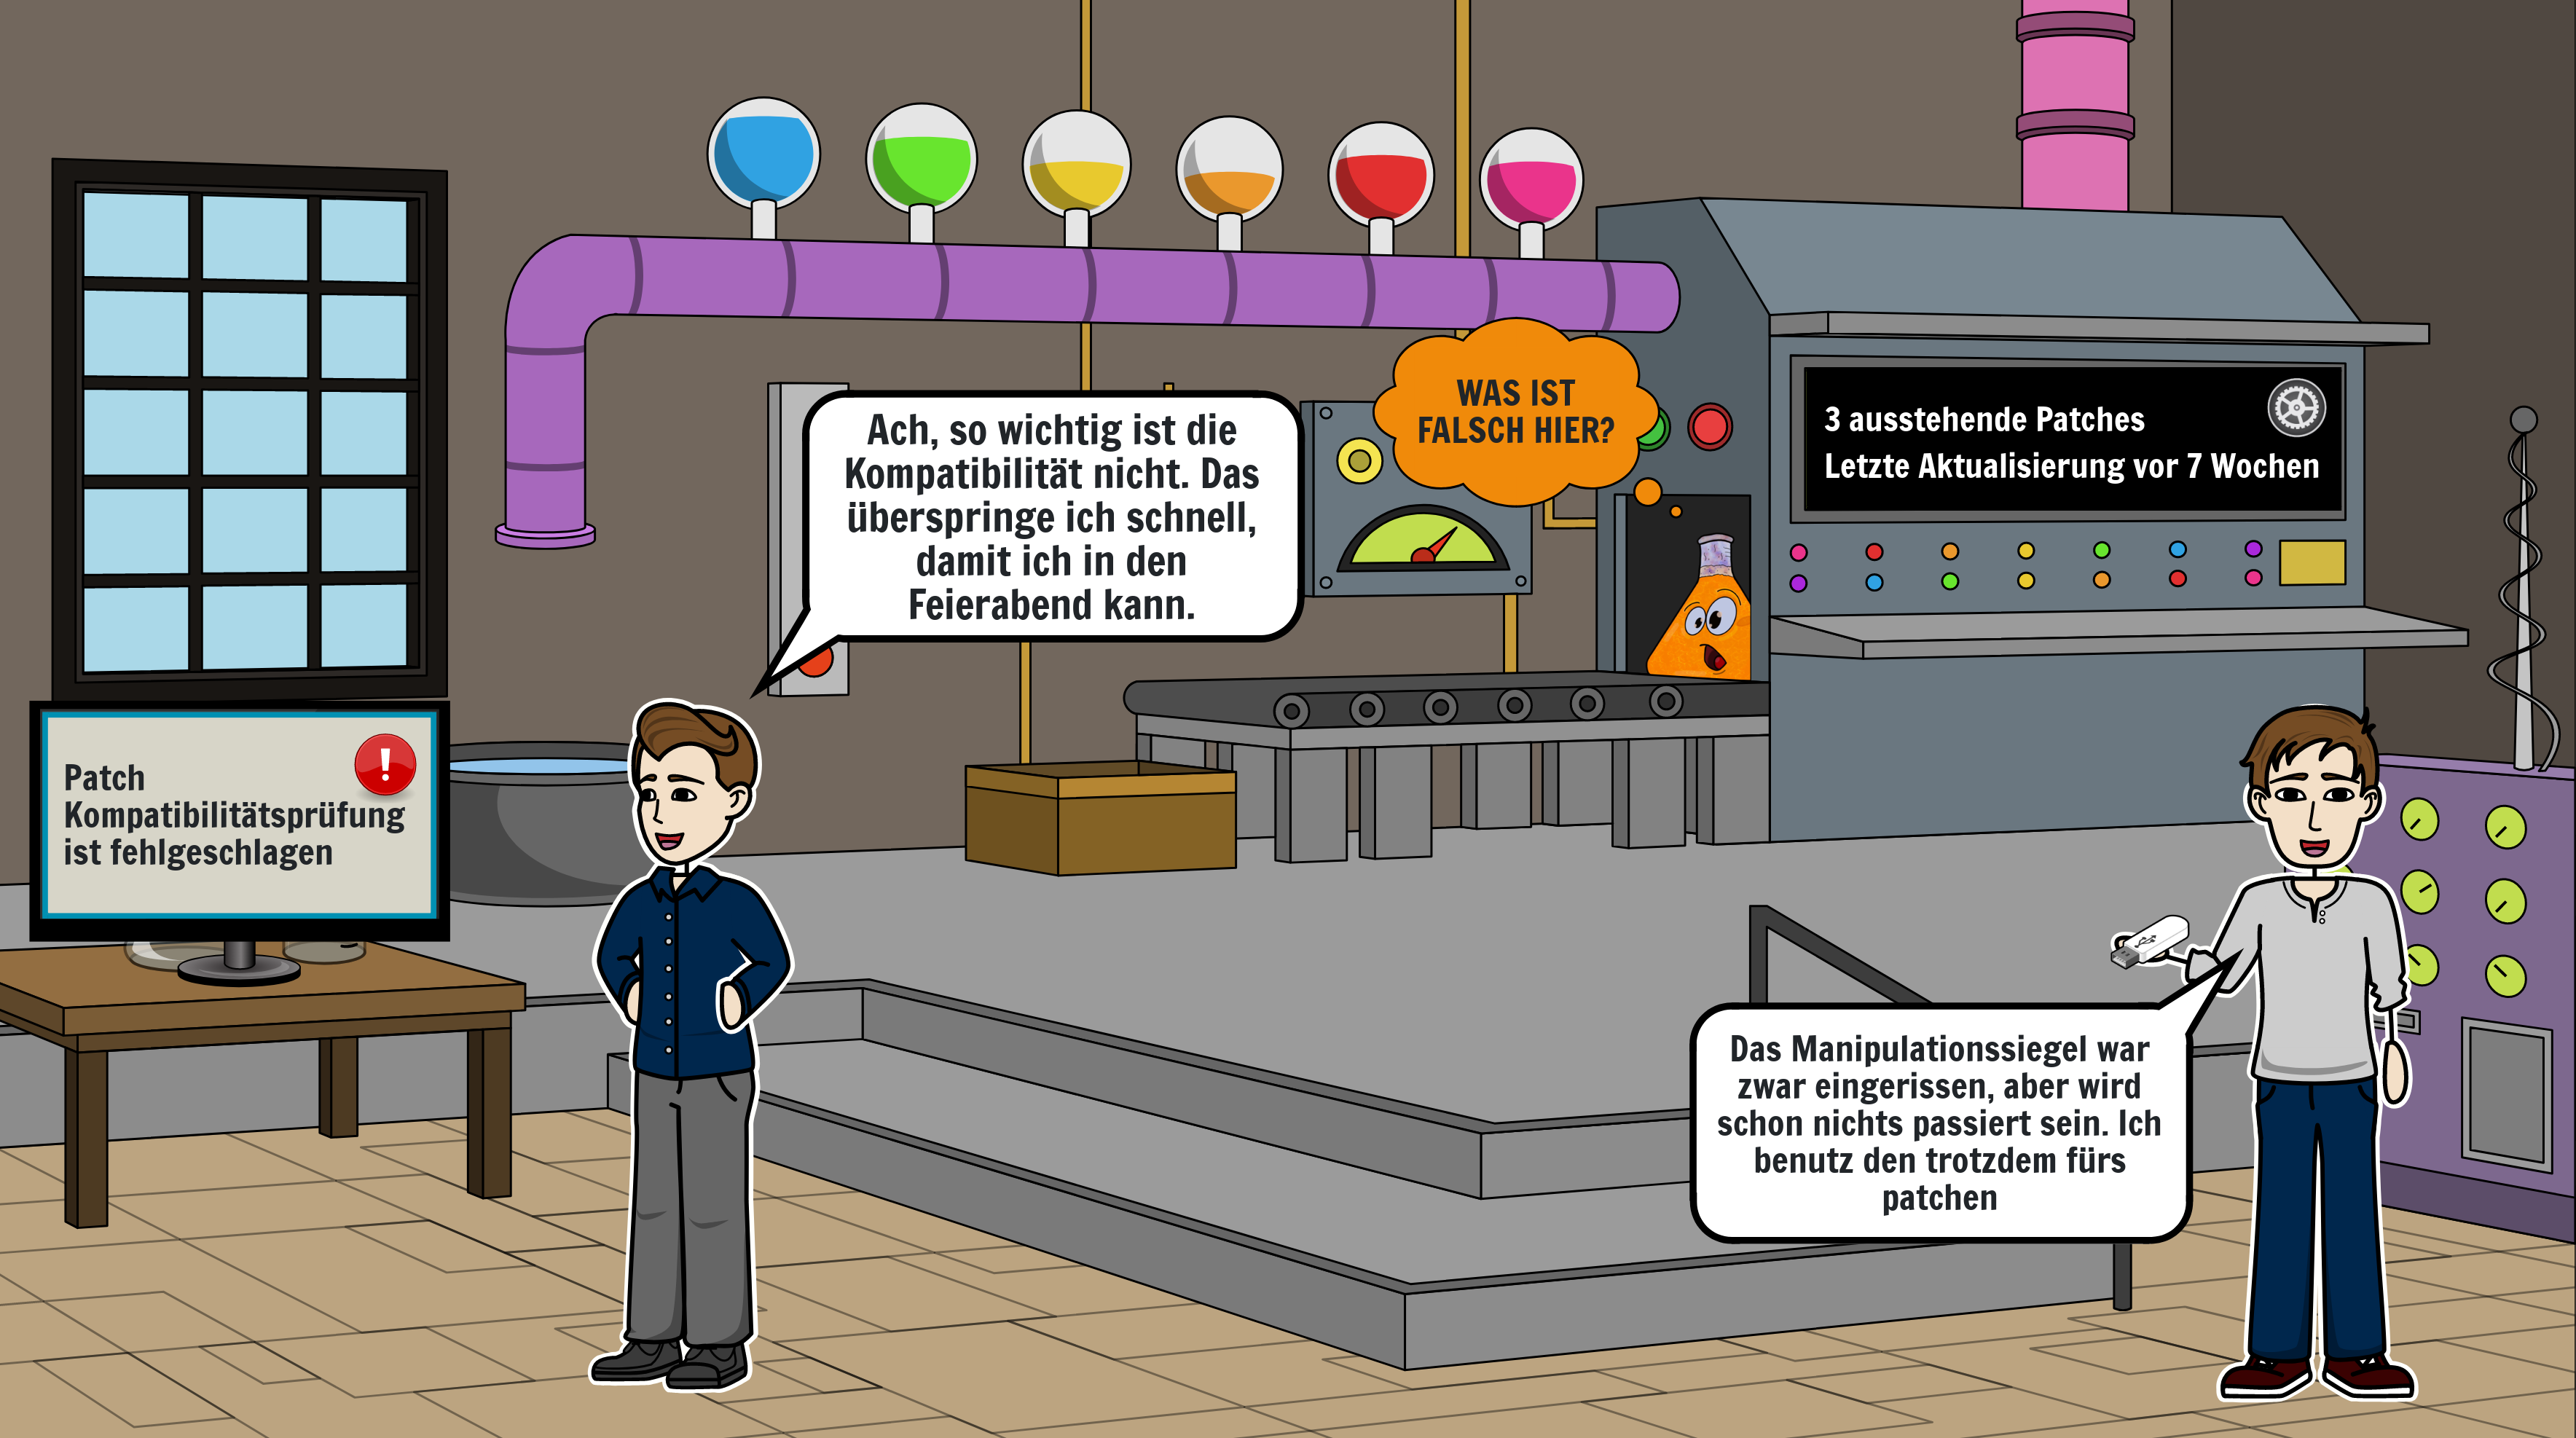 WAS IST
FALSCH HIER?
3 ausstehende Patches
Letzte Aktualisierung vor 7 Wochen
Ach, so wichtig ist die
Kompatibilität nicht. Das
überspringe ich schnell,
damit ich in den
Feierabend kann.
Patch
Kompatibilitätsprüfung
ist fehlgeschlagen
!
Das Manipulationssiegel war
zwar eingerissen, aber wird
schon nichts passiert sein. Ich
benutz den trotzdem fürs
patchen